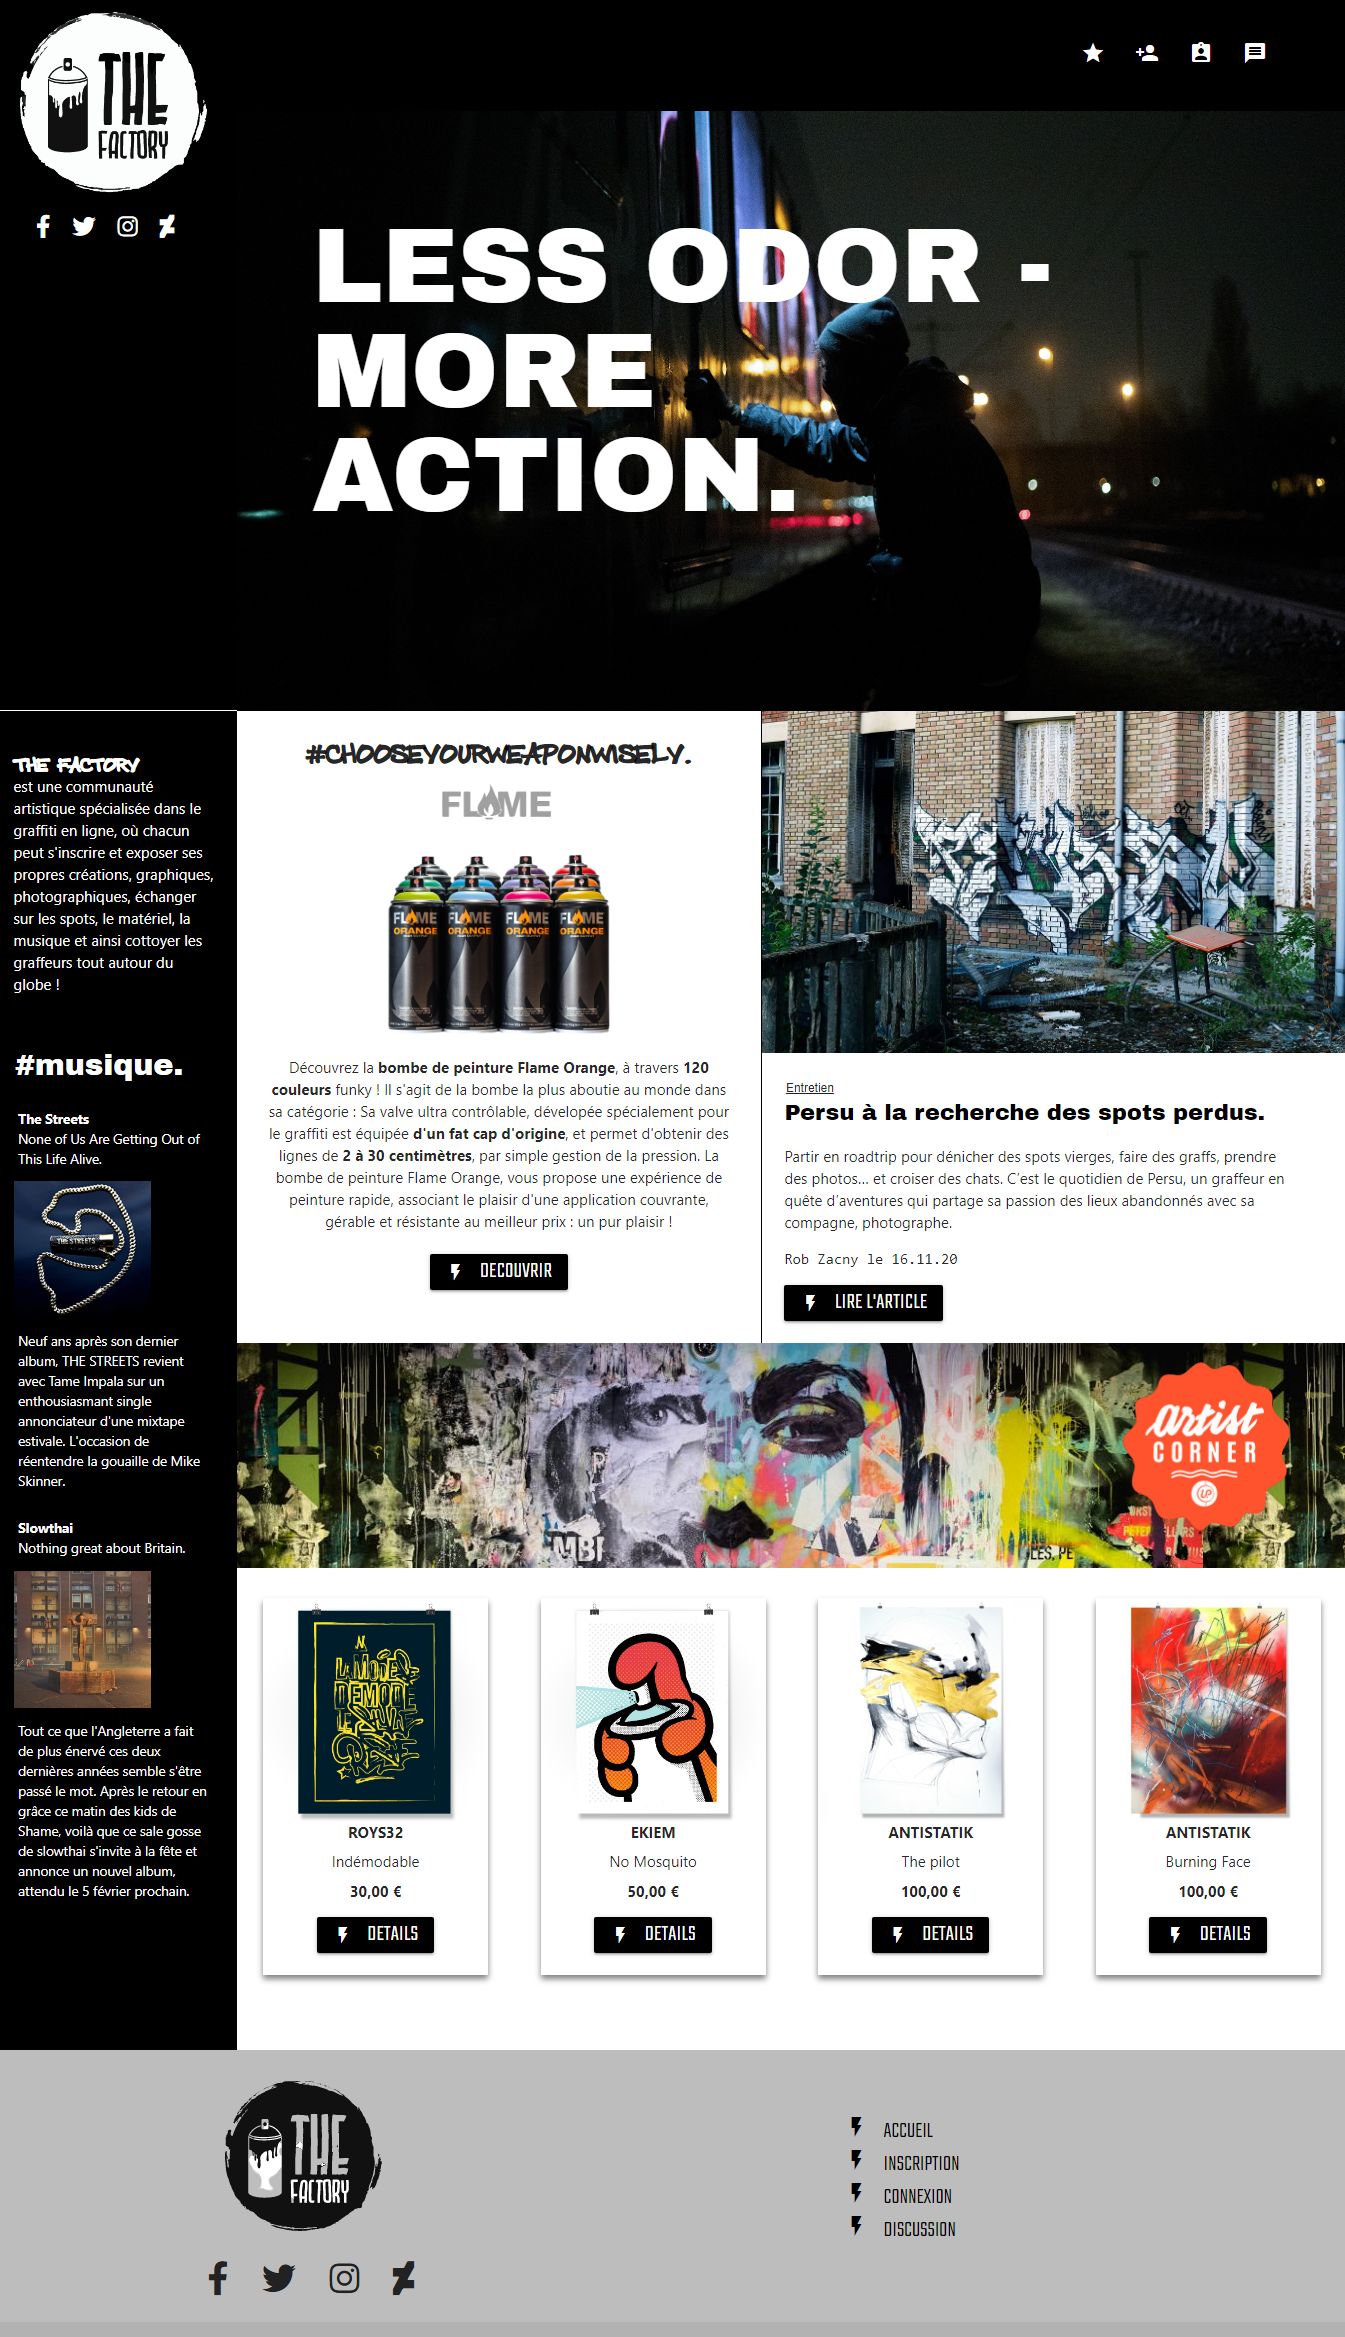 THE
FACTORY
LESS ODOR -
MORE
ACTION.
THE FACTORY
est une communauté
artistique spécialisée dans le
graffiti en ligne, où chacun
peut s'inscrire et exposer ses
propres créations, graphiques,
photographiques, échanger
sur les spots, le matériel, la
musique et ainsi cottoyer les
graffeurs tout autour du
globe !
#musique.
The Streets
None of Us Are Getting Out of
This Life Alive.
THE STREETS
Neuf ans après son dernier
album, THE STREETS revient
avec Tame Impala sur un
enthousiasmant single
annonciateur d'une mixtape
estivale. L'occasion de
réentendre la gouaille de Mike
Skinner.
Slowthai
Nothing great about Britain.
Tout ce que l'Angleterre a fait
de plus énervé ces deux
dernières années semble s'être
passé le mot. Après le retour en
grâce ce matin des kids de
Shame, voilà que ce sale gosse
de slowthai s'invite à la fête et
annonce un nouvel album,
attendu le 5 février prochain.
#CHOOSEYOURWEAPONWISELY.
FLAME
FLAME FLAME FLAME FLAME
ORANGE ORANGE ORANGE ORANGE
Découvrez la bombe de peinture Flame Orange, à travers 120
couleurs funky ! Il s'agit de la bombe la plus aboutie au monde dans
sa catégorie : Sa valve ultra contrôlable, dévelopée spécialement pour
le graffiti est équipée d'un fat cap d'origine, et permet d'obtenir des
lignes de 2 à 30 centimètres, par simple gestion de la pression. La
bombe de peinture Flame Orange, vous propose une expérience de
peinture rapide, associant le plaisir d'une application couvrante,
gérable et résistante au meilleur prix : un pur plaisir !
DECOUVRIR
Entretien
Persu à la recherche des spots perdus.
Partir en roadtrip pour dénicher des spots vierges, faire des graffs, prendre
des photos... et croiser des chats. C'est le quotidien de Persu, un graffeur en
quête d'aventures qui partage sa passion des lieux abandonnés avec sa
compagne, photographe.
Rob Zacny le 16.11.20
LIRE L'ARTICLE
artist
CORNER
UP
MBI
LES, PE
LA MODE
DEMODE
LE
ROYS32
Indémodable
30,00 €
DETAILS
EKIEM
No Mosquito
50,00 €
DETAILS
ANTISTATIK
The pilot
100,00 €
DETAILS
ANTISTATIK
Burning Face
100,00 €
DETAILS
THE
FACTORY
ACCUEIL
INSCRIPTION
CONNEXION
DISCUSSION